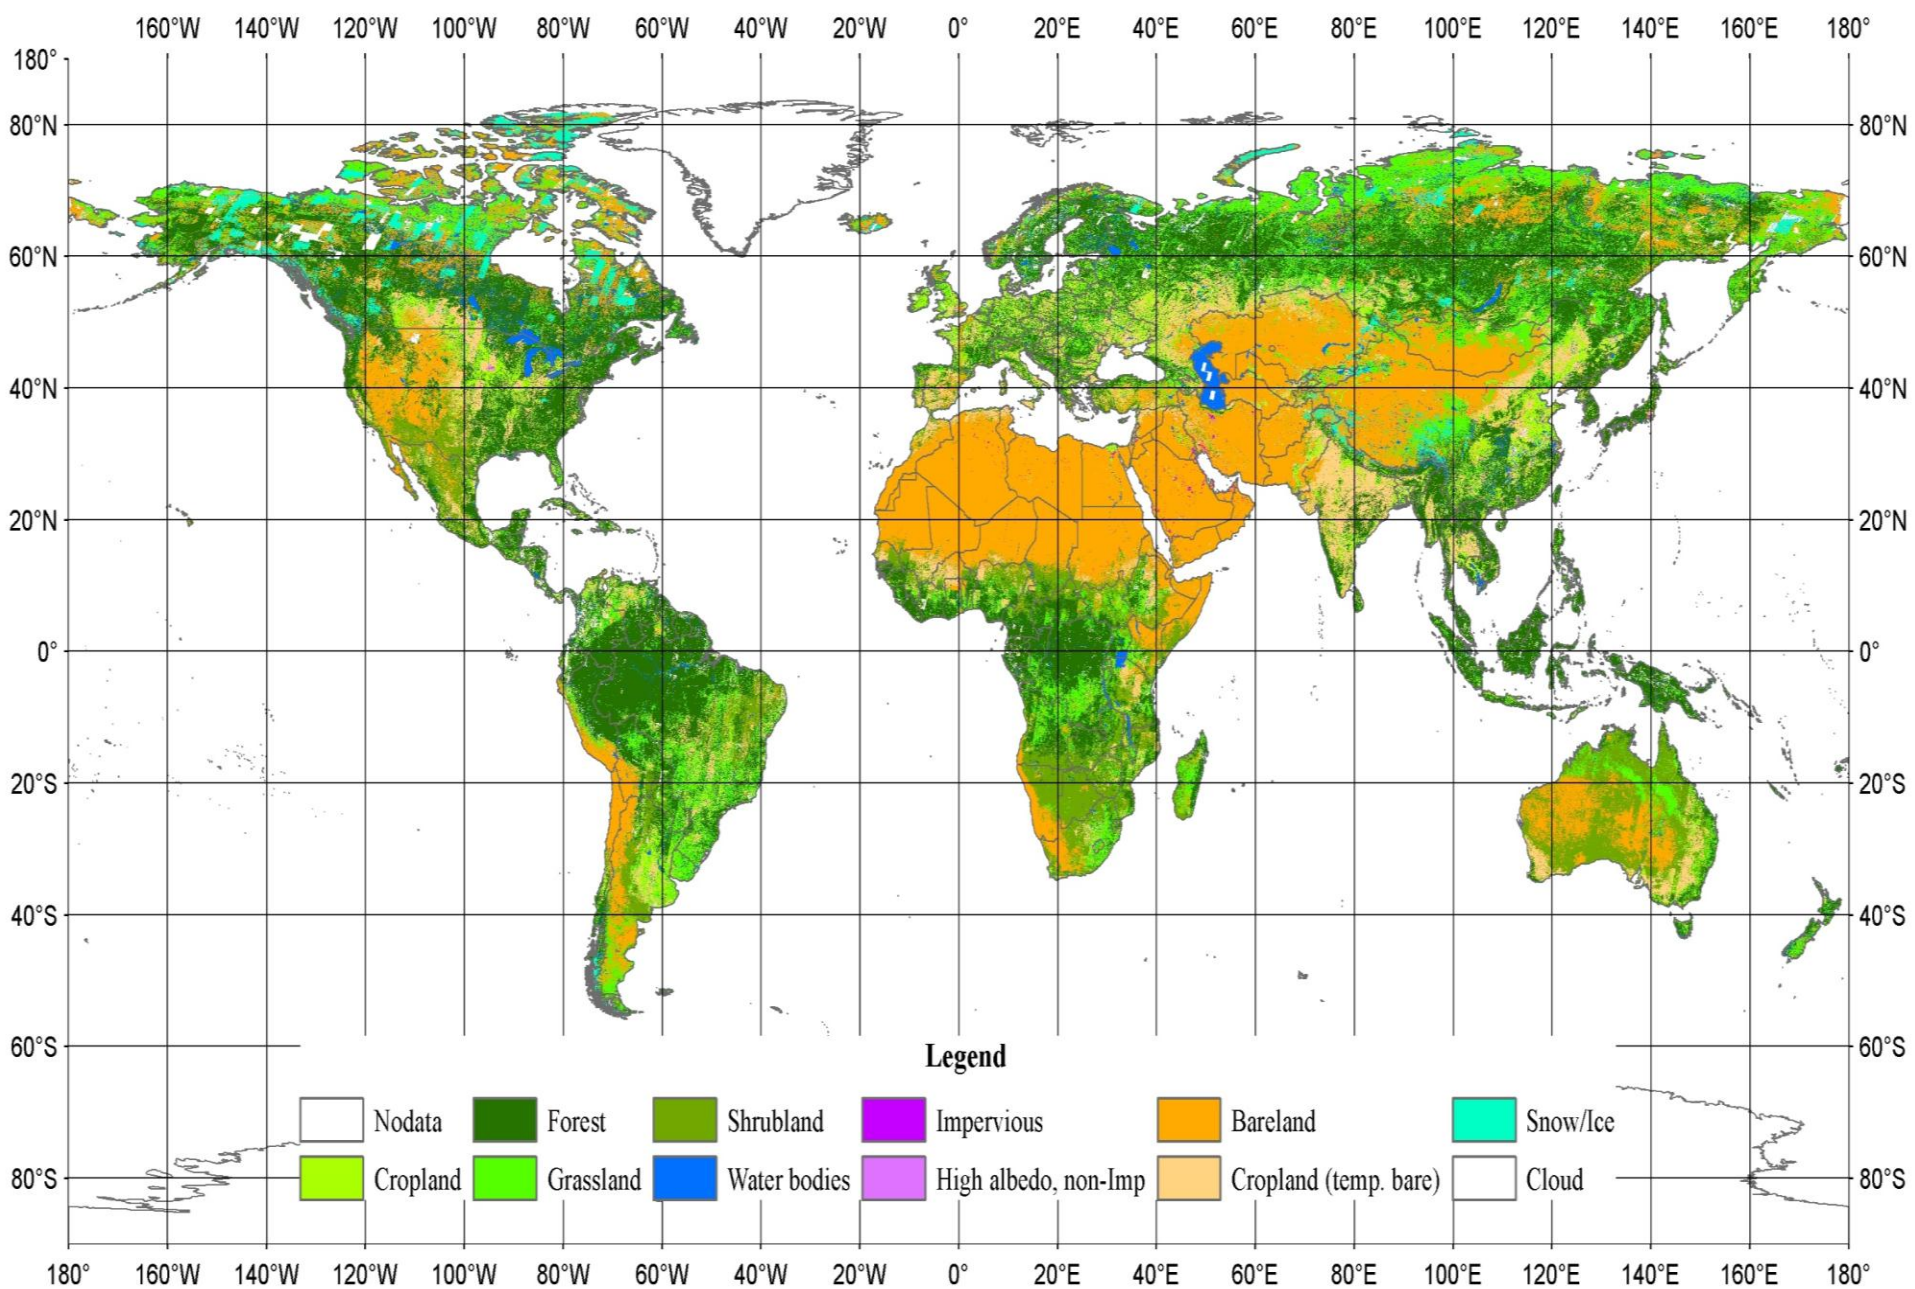 160°W 140°W 120°W 100°W 80°W 60°W 40°W 20°W 0° 20°E 40°E 60°E 80°E 100°E 120°E 140°E 160°E 180°
180°
80°N 80°N
60°N 60°N
40°N 40°N
20°N 20°N
0° 0°
20°S 20°S
40°S 40°S
60°S 60°S
Legend
Nodata Forest Shrubland Impervious Bareland Snow/Ice
Cropland Grassland Water bodies High albedo, non-Imp Cropland (temp. bare) Cloud
80°S 80°S
180° 160°W 140°W 120°W 100°W 80°W 60°W 40°W 20°W 0° 20°E 40°E 60°E 80°E 100°E 120°E 140°E 160°E 180°